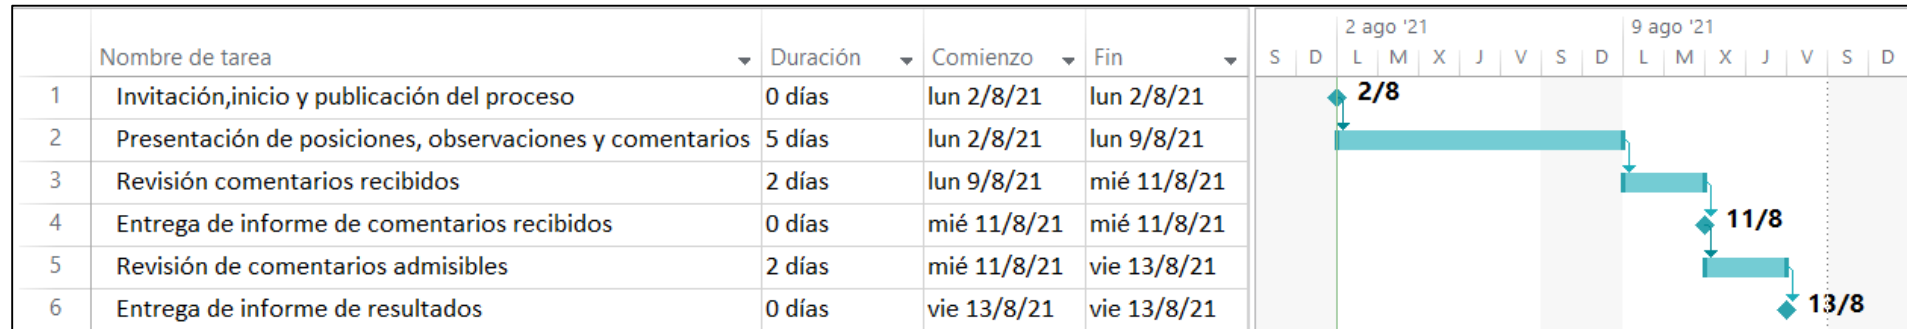 2 ago '21 9 ago '21
Nombre de tarea Duración Comienzo Fin S D L M X J V S D L M X J V S D
1 Invitación,inicio y publicación del proceso 0 días lun 2/8/21 lun 2/8/21 2/8
2 Presentación de posiciones, observaciones y comentarios 5 días lun 2/8/21 lun 9/8/21
3 Revisión comentarios recibidos 2 días lun 9/8/21 mié 11/8/21
4 Entrega de informe de comentarios recibidos 0 días mié 11/8/21 mié 11/8/21 11/8
5 Revisión de comentarios admisibles 2 días mié 11/8/21 vie 13/8/21
6 Entrega de informe de resultados 0 días vie 13/8/21 vie 13/8/21 13/8